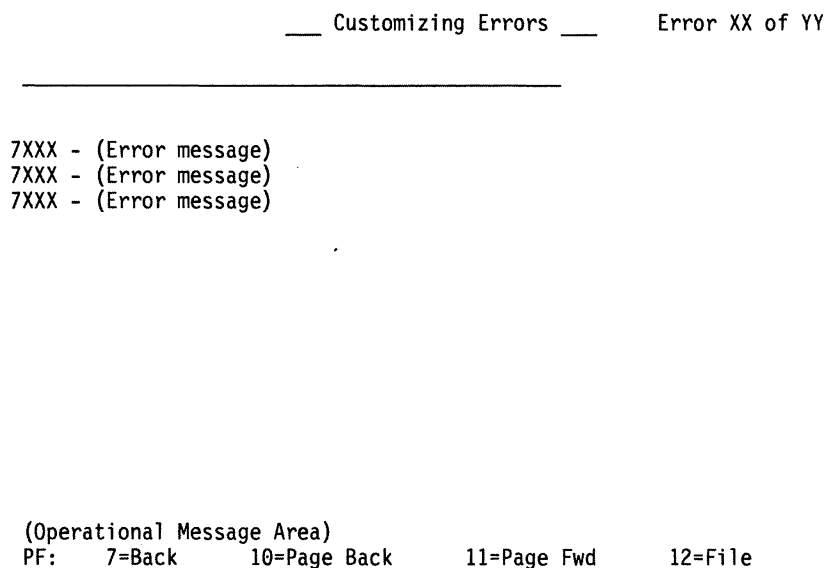 ___ Customizing Errors ___ Error XX of YY
7XXX - (Error message)
7XXX - (Error message)
7XXX - (Error message)
(Operational Message Area)
PF: 7=Back 10=Page Back 11=Page Fwd 12=File